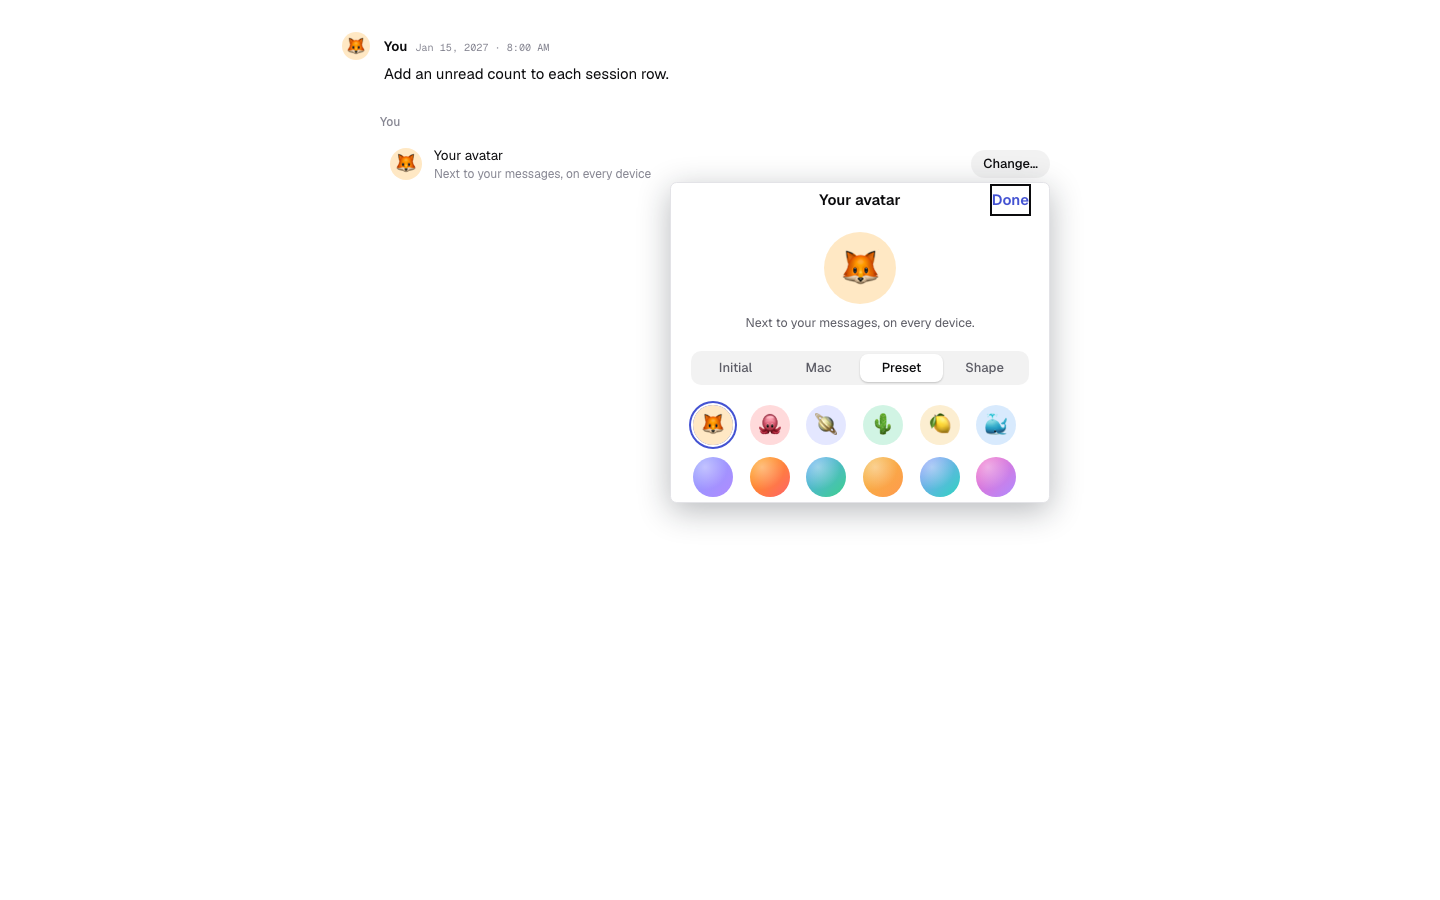 You Jan 15, 2027 · 8:00 AM
Add an unread count to each session row.
You
Your avatar
Next to your messages, on every device
Change...
Your avatar
Done
Next to your messages, on every device.
Initial Mac Preset Shape